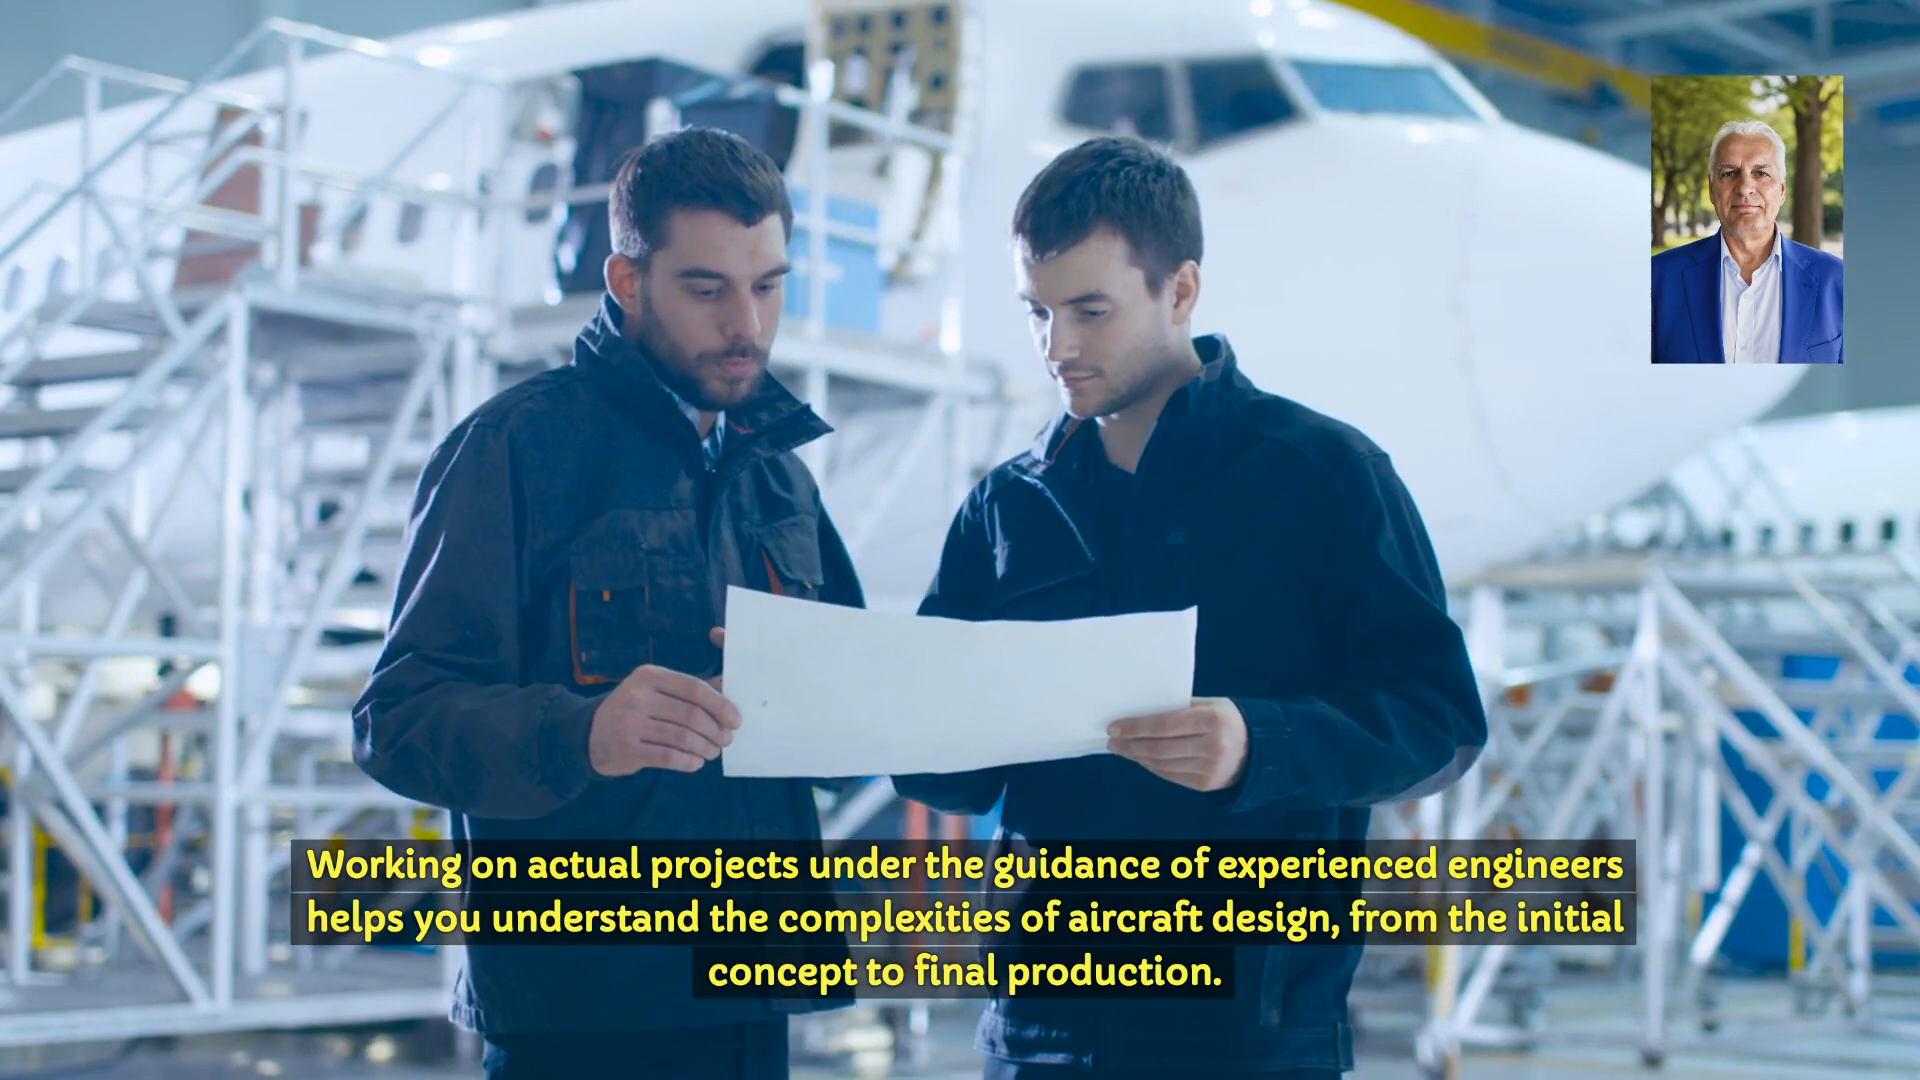 Working on actual projects under the guidance of experienced engineers
helps you understand the complexities of aircraft design, from the initial
concept to final production.